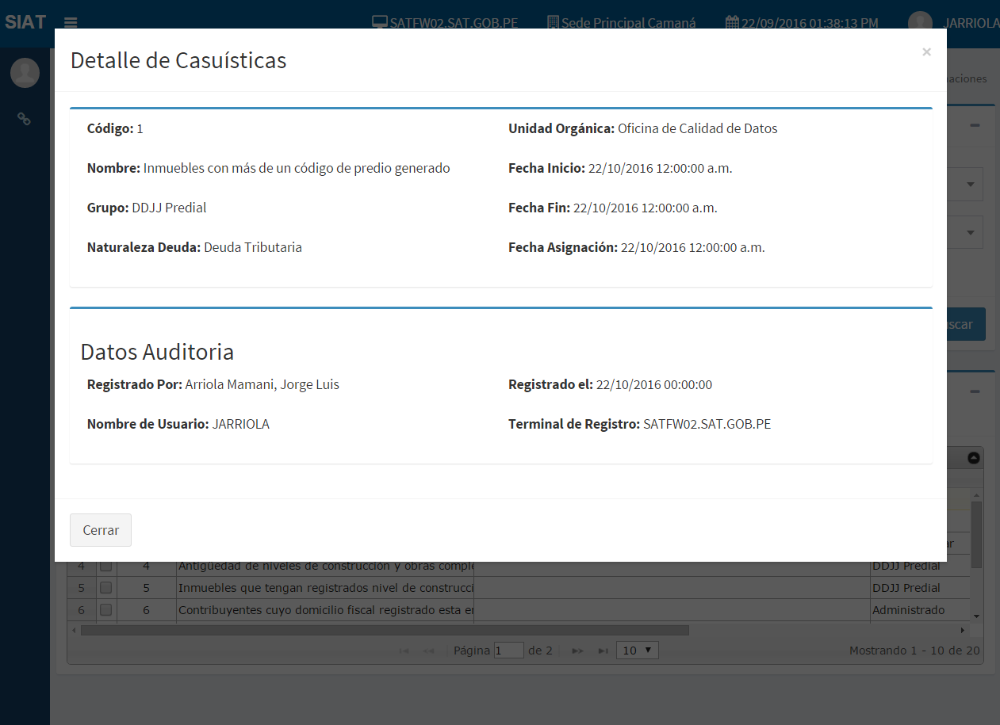 SIAT
SATFW02.SAT.GOB.PE
Sede Principal Camaná
22/09/2016 01:38:13 PM
JARRIOLA
Detalle de Casuísticas
×
Código: 1
Unidad Orgánica: Oficina de Calidad de Datos
Nombre: Inmuebles con más de un código de predio generado
Fecha Inicio: 22/10/2016 12:00:00 a.m.
Grupo: DDJJ Predial
Fecha Fin: 22/10/2016 12:00:00 a.m.
Naturaleza Deuda: Deuda Tributaria
Fecha Asignación: 22/10/2016 12:00:00 a.m.
Datos Auditoria
Registrado Por: Arriola Mamani, Jorge Luis
Registrado el: 22/10/2016 00:00:00
Nombre de Usuario: JARRIOLA
Terminal de Registro: SATFW02.SAT.GOB.PE
Cerrar
4 4 Antigüedad de niveles de construcción y obras comple DDJJ Predial
5 5 Inmuebles que tengan registrados nivel de construcci DDJJ Predial
6 6 Contribuyentes cuyo domicilio fiscal registrado esta en Administrado
Página 1 de 2 10 Mostrando 1 - 10 de 20